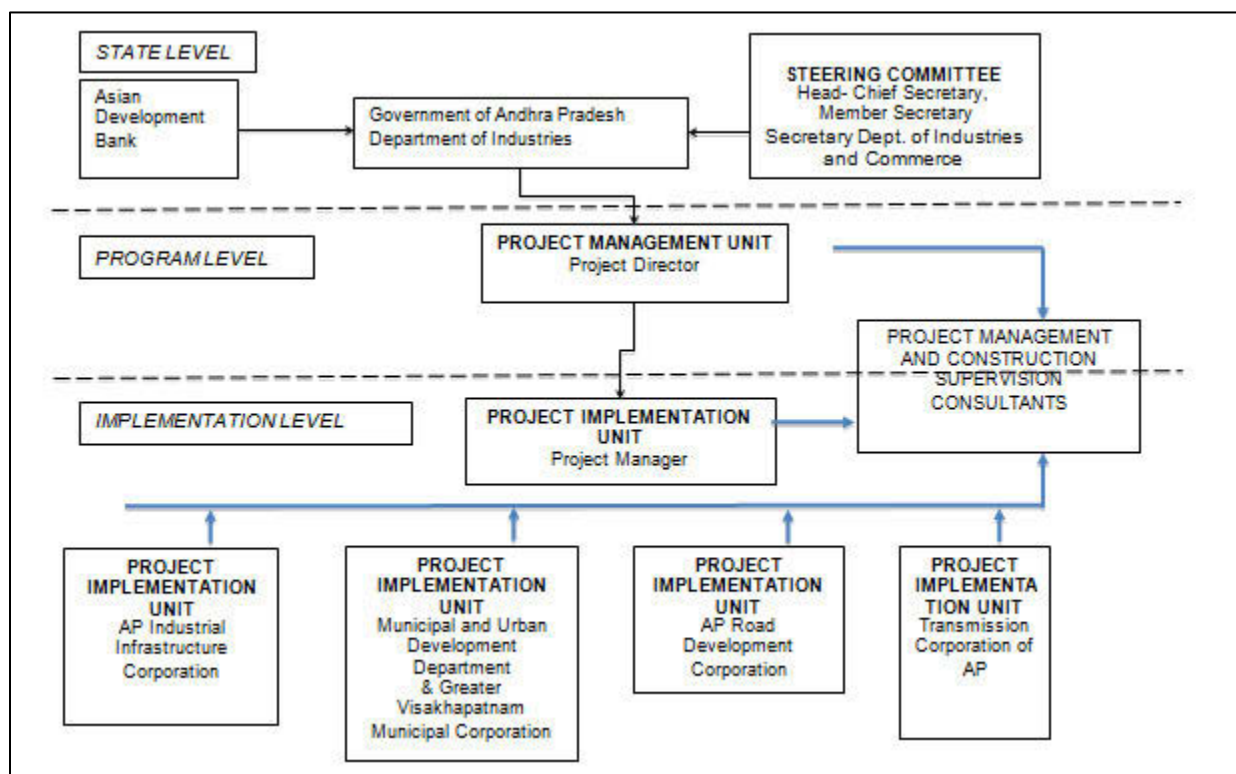 STATE LEVEL
Asian
Development
Bank
Government of Andhra Pradesh
Department of Industries
STEERING COMMITTEE
Head- Chief Secretary,
Member Secretary
Secretary Dept. of Industries
and Commerce
PROGRAM LEVEL
PROJECT MANAGEMENT UNIT
Project Director
PROJECT MANAGEMENT
AND CONSTRUCTION
SUPERVISION
CONSULTANTS
IMPLEMENTATION LEVEL
PROJECT IMPLEMENTATION
UNIT
Project Manager
PROJECT
IMPLEMENTATION
UNIT
AP Industrial
Infrastructure
Corporation
PROJECT
IMPLEMENTATION
UNIT
Municipal and Urban
Development
Department
& Greater
Visakhapatnam
Municipal Corporation
PROJECT
IMPLEMENTATION
UNIT
AP Road
Development
Corporation
PROJECT
IMPLEMENTA
TION UNIT
Transmission
Corporation of
AP